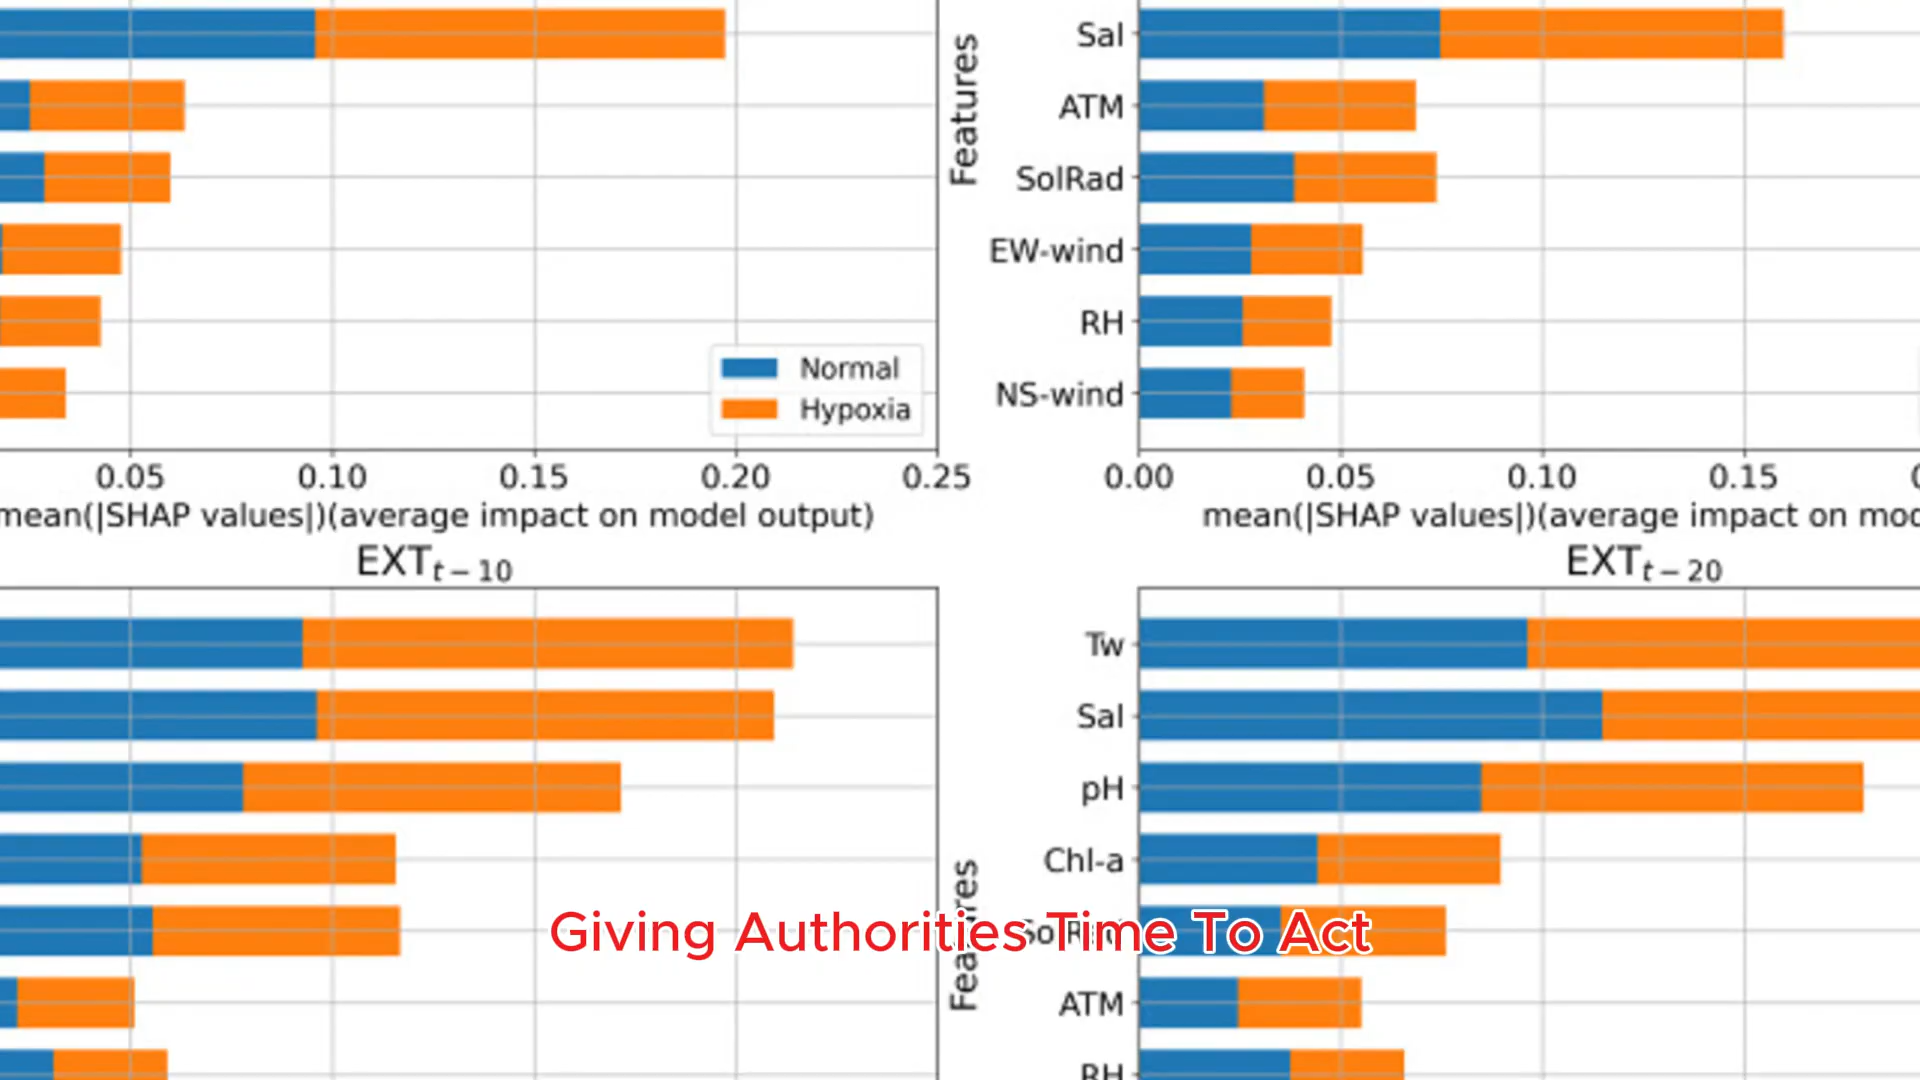 Sal
ATM
SolRad
EW-wind
RH
NS-wind
Features
Normal
Hypoxia
0.05 0.10 0.15 0.20 0.25
0.00 0.05 0.10 0.15
mean(|SHAP values|)(average impact on model output)
mean(|SHAP values|)(average impact on
EXTt − 10
EXTt − 20
Tw
Sal
pH
Chl-a
Features
Giving Authorities Time To Act
ATM
RH